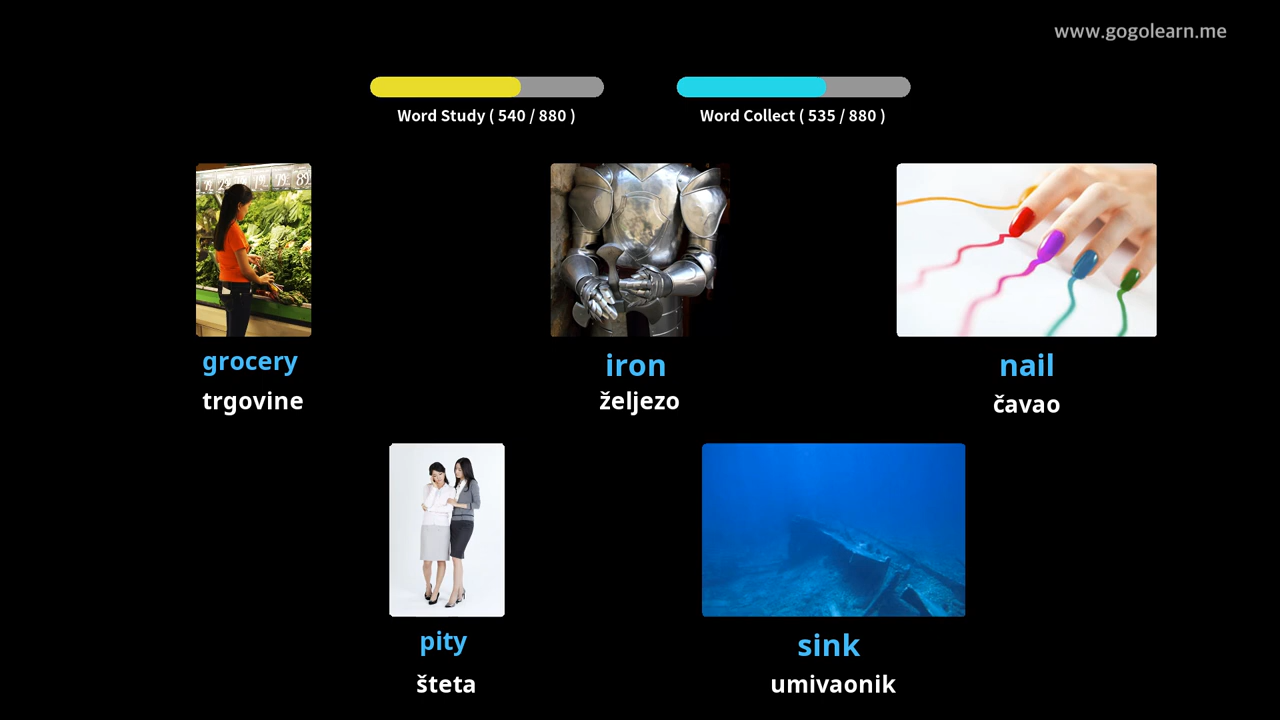 www.gogolearn.me
Word Study ( 540 / 880 )
Word Collect ( 535 / 880 )
grocery
trgovine
iron
željezo
nail
čavao
pity
šteta
sink
umivaonik